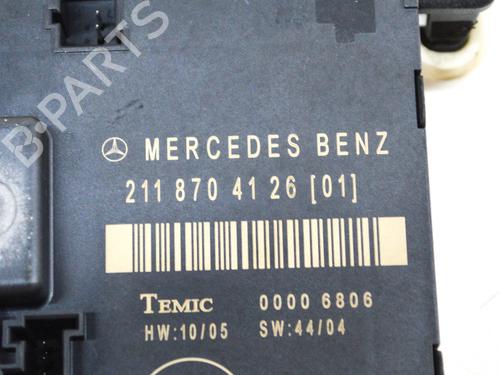 B-PARTS
MERCEDES BENZ
211 870 41 26 [01]
TEMIC 0000 6806
HW:10/05 SW:44/04